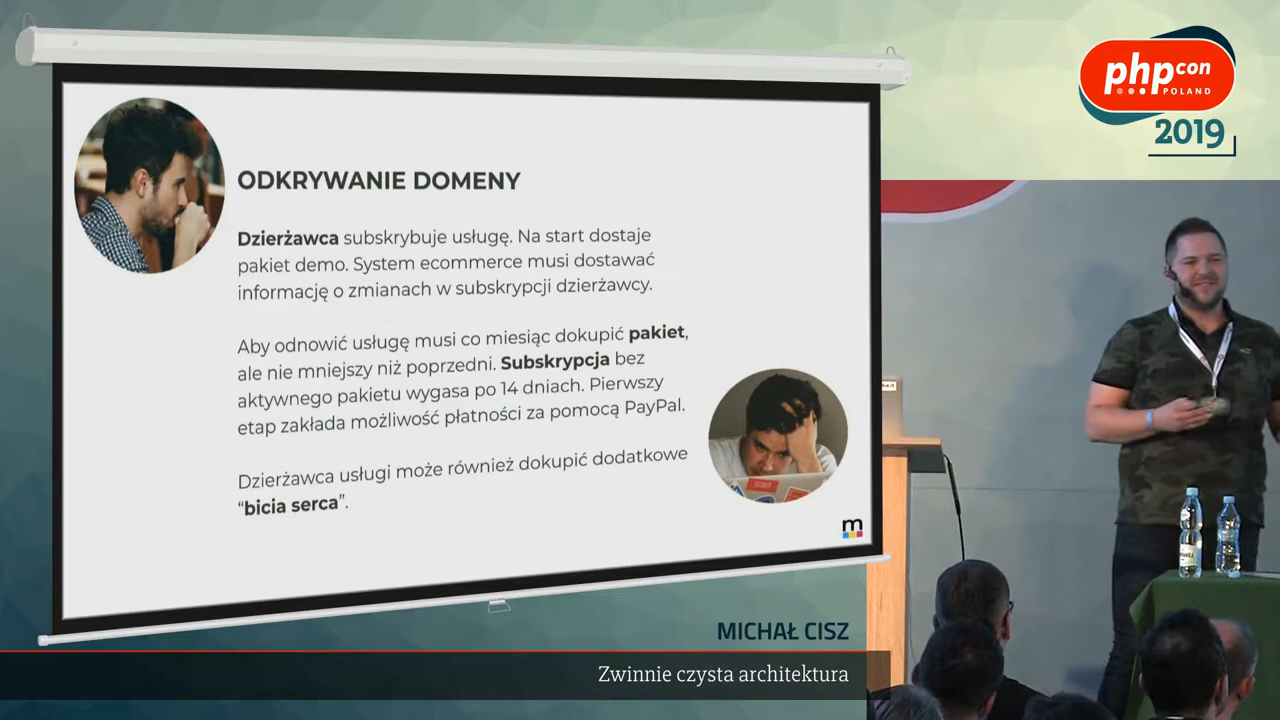 phpcon
POLAND
2019
ODKRYWANIE DOMENY
Dzierżawca subskrybuje usługę. Na start dostaje
pakiet demo. System ecommerce musi dostawać
informację o zmianach w subskrypcji dzierżawcy.
Aby odnowić usługę musi co miesiąc dokupić pakiet,
ale nie mniejszy niż poprzedni. Subskrypcja bez
aktywnego pakietu wygasa po 14 dniach. Pierwszy
etap zakłada możliwość płatności za pomocą PayPal.
Dzierżawca usługi może również dokupić dodatkowe
“bicia serca”.
m
MICHAŁ CISZ
Zwinnie czysta architektura